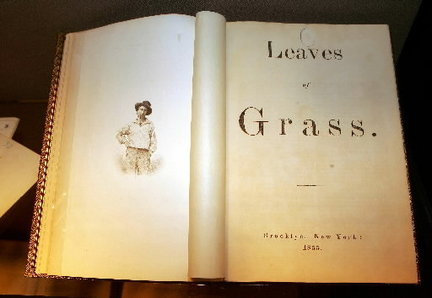 Leaves
of
Grass.
Brooklyn, New York:
1855.